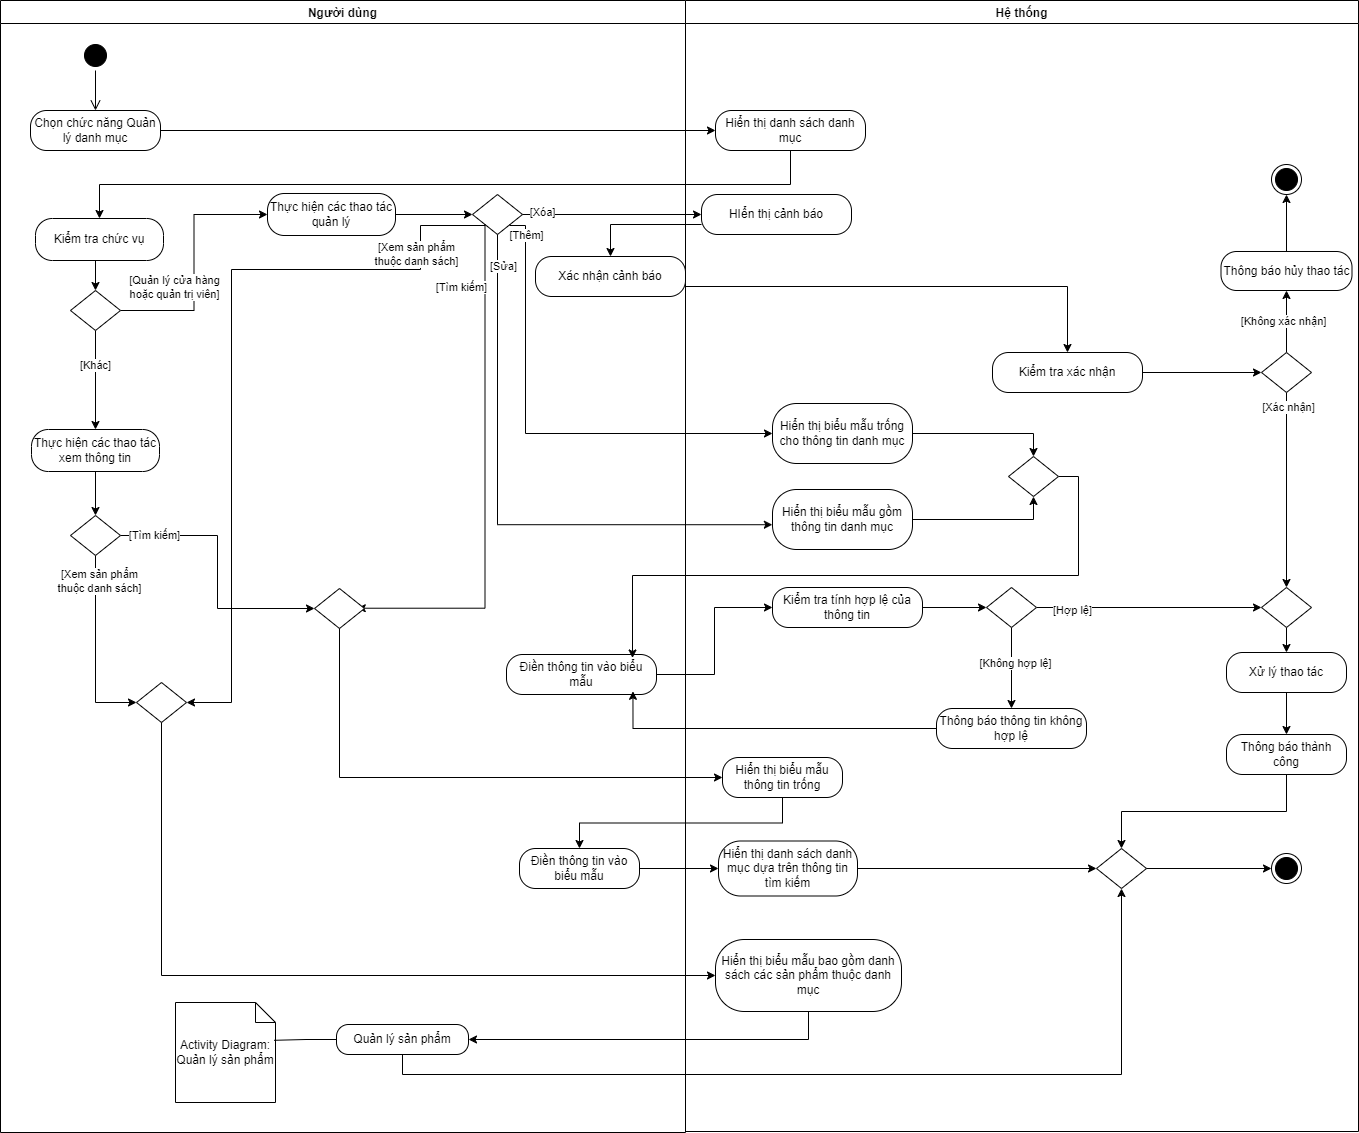 Người dùng
Hệ thống
Chọn chức năng Quản
lý danh mục
Hiển thị danh sách danh
mục
Kiểm tra chức vụ
Thực hiện các thao tác
quản lý
[Xóa]
[Thêm]
HIển thị cảnh báo
[Xem sản phẩm
thuộc danh sách]
[Sửa]
[Tìm kiếm]
Xác nhận cảnh báo
Thông báo hủy thao tác
[Quản lý cửa hàng
hoặc quản trị viên]
[Không xác nhận]
[Khác]
Kiểm tra xác nhận
[Xác nhận]
Thực hiện các thao tác
xem thông tin
Hiển thị biểu mẫu trống
cho thông tin danh mục
Hiển thị biểu mẫu gồm
thông tin danh mục
[Tìm kiếm]
[Xem sản phẩm
thuộc danh sách]
Kiểm tra tính hợp lệ của
thông tin
[Hợp lệ]
[Không hợp lệ]
Điền thông tin vào biểu
mẫu
Xử lý thao tác
Thông báo thông tin không
hợp lệ
Thông báo thành
công
Hiển thị biểu mẫu
thông tin trống
Điền thông tin vào
biểu mẫu
Hiển thị danh sách danh
mục dựa trên thông tin
tìm kiếm
Hiển thị biểu mẫu bao gồm danh
sách các sản phẩm thuộc danh
mục
Activity Diagram:
Quản lý sản phẩm
Quản lý sản phẩm